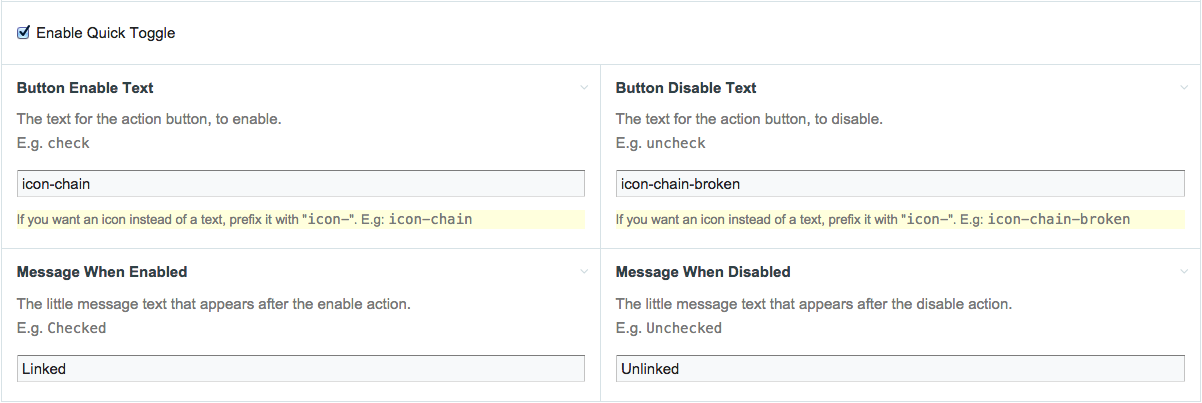 Enable Quick Toggle
Button Enable Text
The text for the action button, to enable.
E.g. check
icon-chain
If you want an icon instead of a text, prefix it with "icon-". E.g: icon-chain
Button Disable Text
The text for the action button, to disable.
E.g. uncheck
icon-chain-broken
If you want an icon instead of a text, prefix it with "icon-". E.g: icon-chain-broken
Message When Enabled
The little message text that appears after the enable action.
E.g. Checked
Linked
Message When Disabled
The little message text that appears after the disable action.
E.g. Unchecked
Unlinked